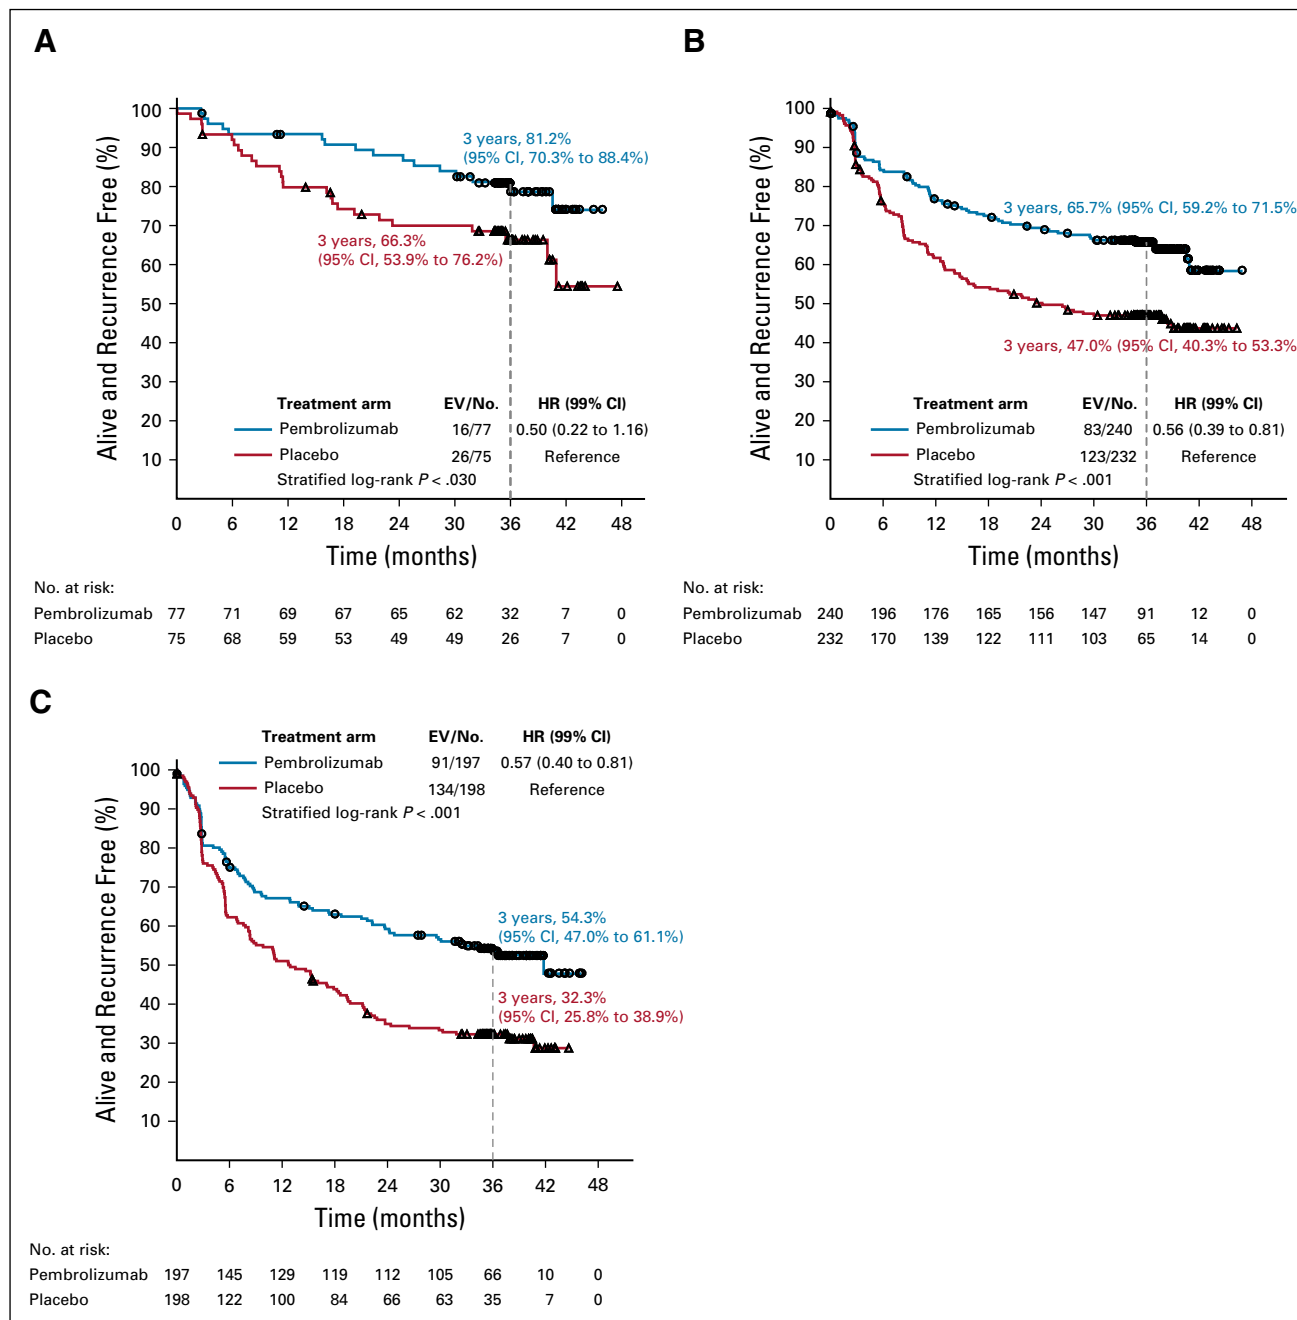 A
Alive and Recurrence Free (%)
100
90
80
70
60
50
40
30
20
10
3 years, 81.2%
(95% CI, 70.3% to 88.4%)
3 years, 66.3%
(95% CI, 53.9% to 76.2%)
Treatment arm EV/No. HR (99% CI)
Pembrolizumab 16/77 0.50 (0.22 to 1.16)
Placebo 26/75 Reference
Stratified log-rank P < .030
0 6 12 18 24 30 36 42 48
Time (months)
No. at risk:
Pembrolizumab 77 71 69 67 65 62 32 7 0
Placebo 75 68 59 53 49 49 26 7 0
B
Alive and Recurrence Free (%)
100
90
80
70
60
50
40
30
20
10
3 years, 65.7% (95% CI, 59.2% to 71.5%
3 years, 47.0% (95% CI, 40.3% to 53.3%
Treatment arm EV/No. HR (99% CI)
Pembrolizumab 83/240 0.56 (0.39 to 0.81)
Placebo 123/232 Reference
Stratified log-rank P < .001
0 6 12 18 24 30 36 42 48
Time (months)
No. at risk:
Pembrolizumab 240 196 176 165 156 147 91 12 0
Placebo 232 170 139 122 111 103 65 14 0
C
Treatment arm EV/No. HR (99% CI)
Pembrolizumab 91/197 0.57 (0.40 to 0.81)
Placebo 134/198 Reference
Stratified log-rank P < .001
Alive and Recurrence Free (%)
100
90
80
70
60
50
40
30
20
10
3 years, 54.3%
(95% CI, 47.0% to 61.1%)
3 years, 32.3%
(95% CI, 25.8% to 38.9%)
0 6 12 18 24 30 36 42 48
Time (months)
No. at risk:
Pembrolizumab 197 145 129 119 112 105 66 10 0
Placebo 198 122 100 84 66 63 35 7 0